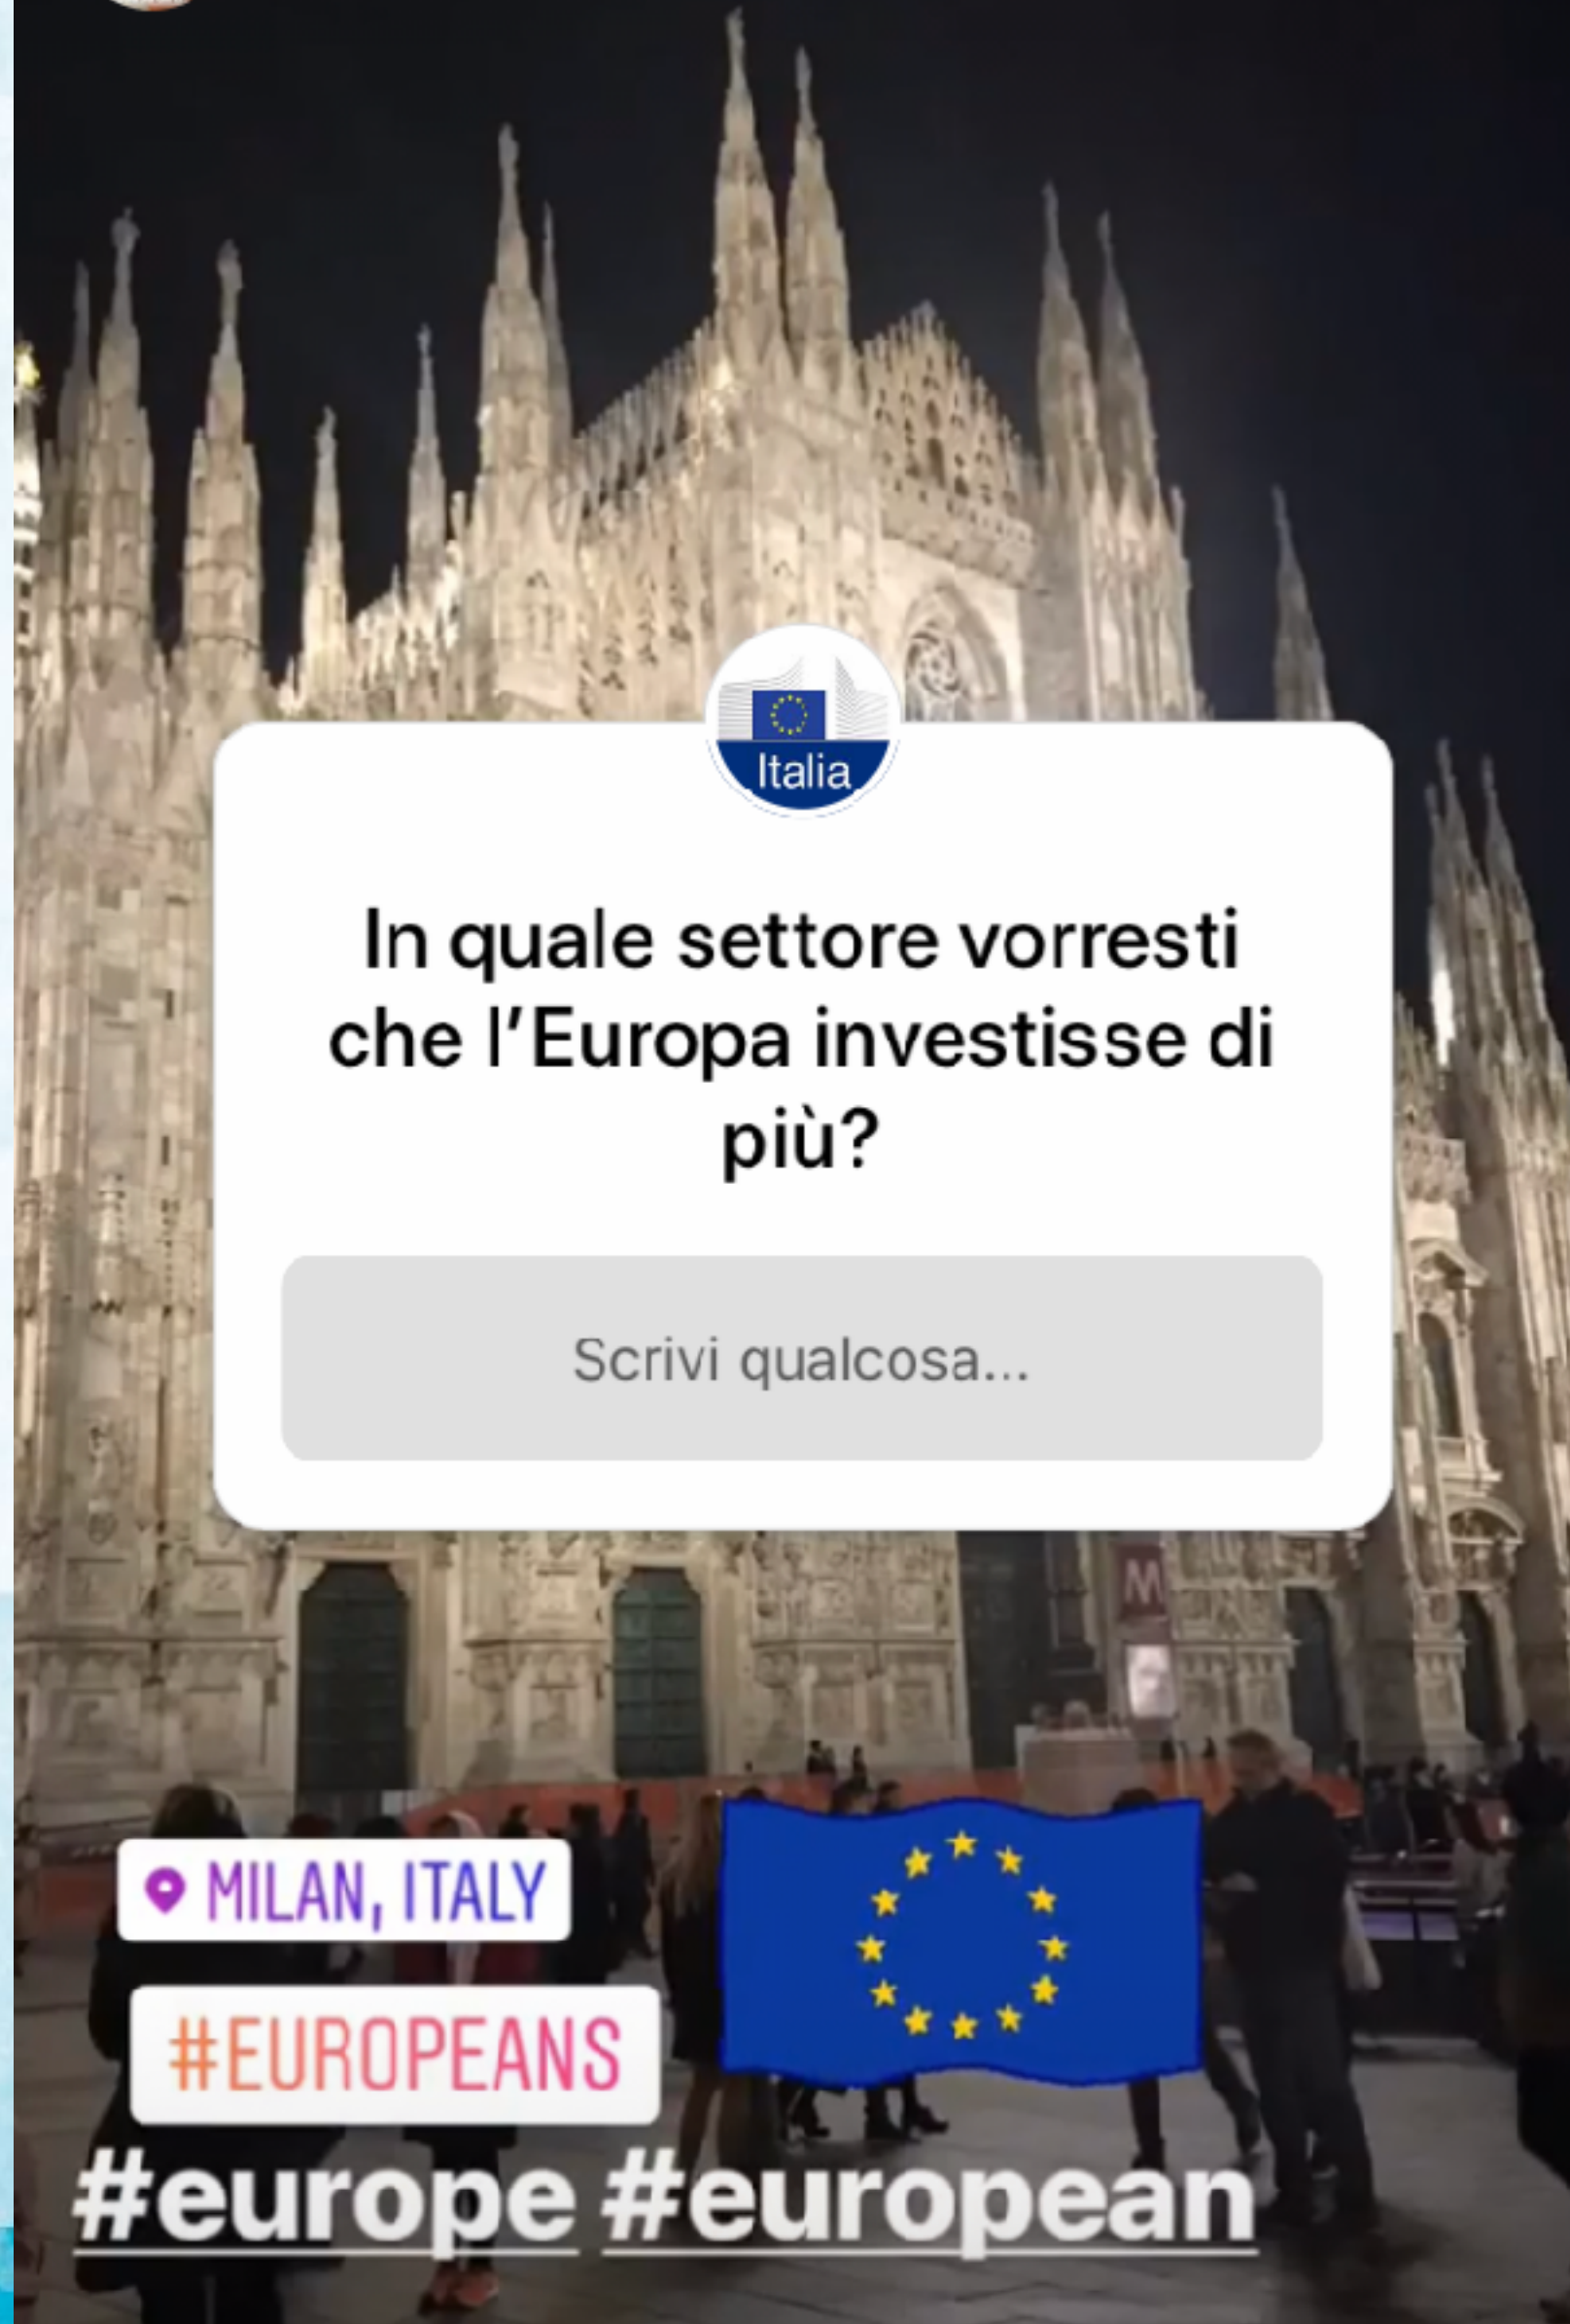 Italia
In quale settore vorresti
che l’Europa investisse di
più?
Scrivi qualcosa...
M
MILAN, ITALY
#EUROPEANS
#europe #european